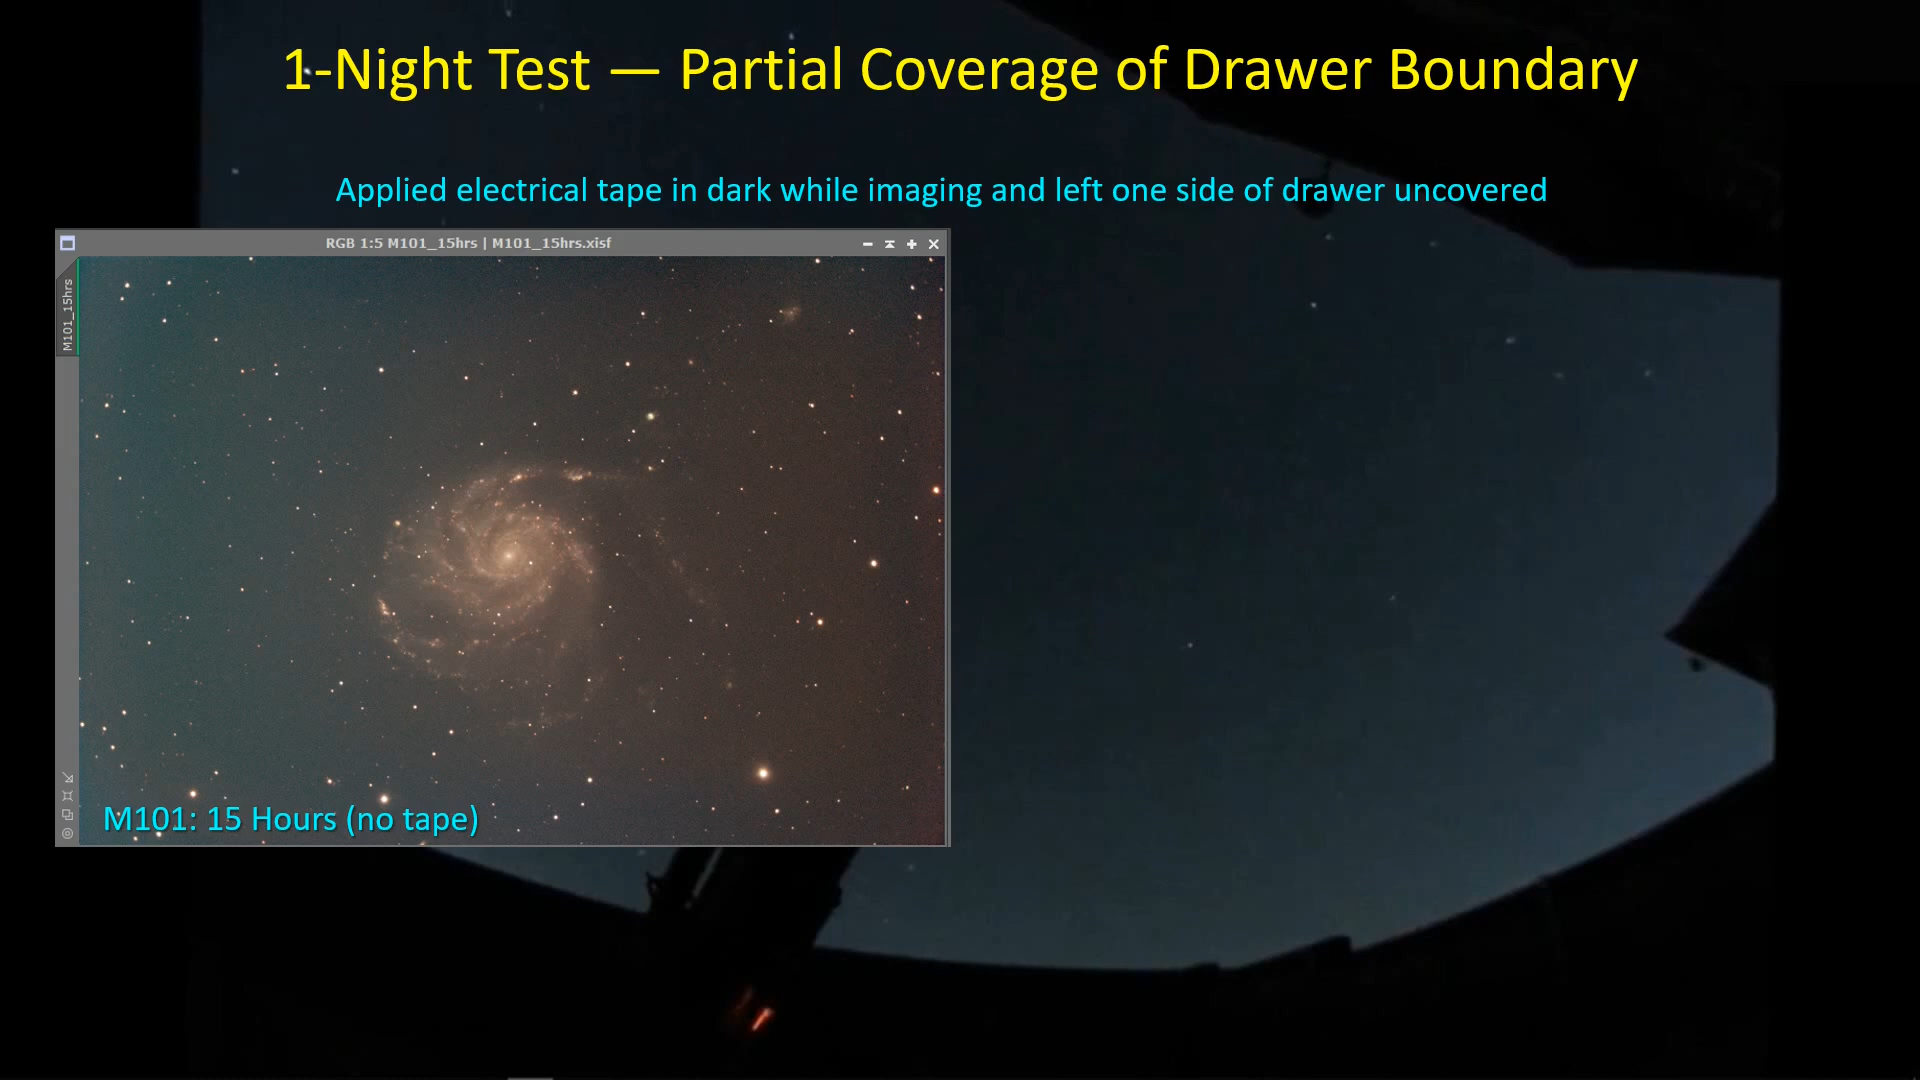 1-Night Test — Partial Coverage of Drawer Boundary
Applied electrical tape in dark while imaging and left one side of drawer uncovered
RGB 1:5 M101_15hrs | M101_15hrs.xisf
M101_15hrs
M101: 15 Hours (no tape)